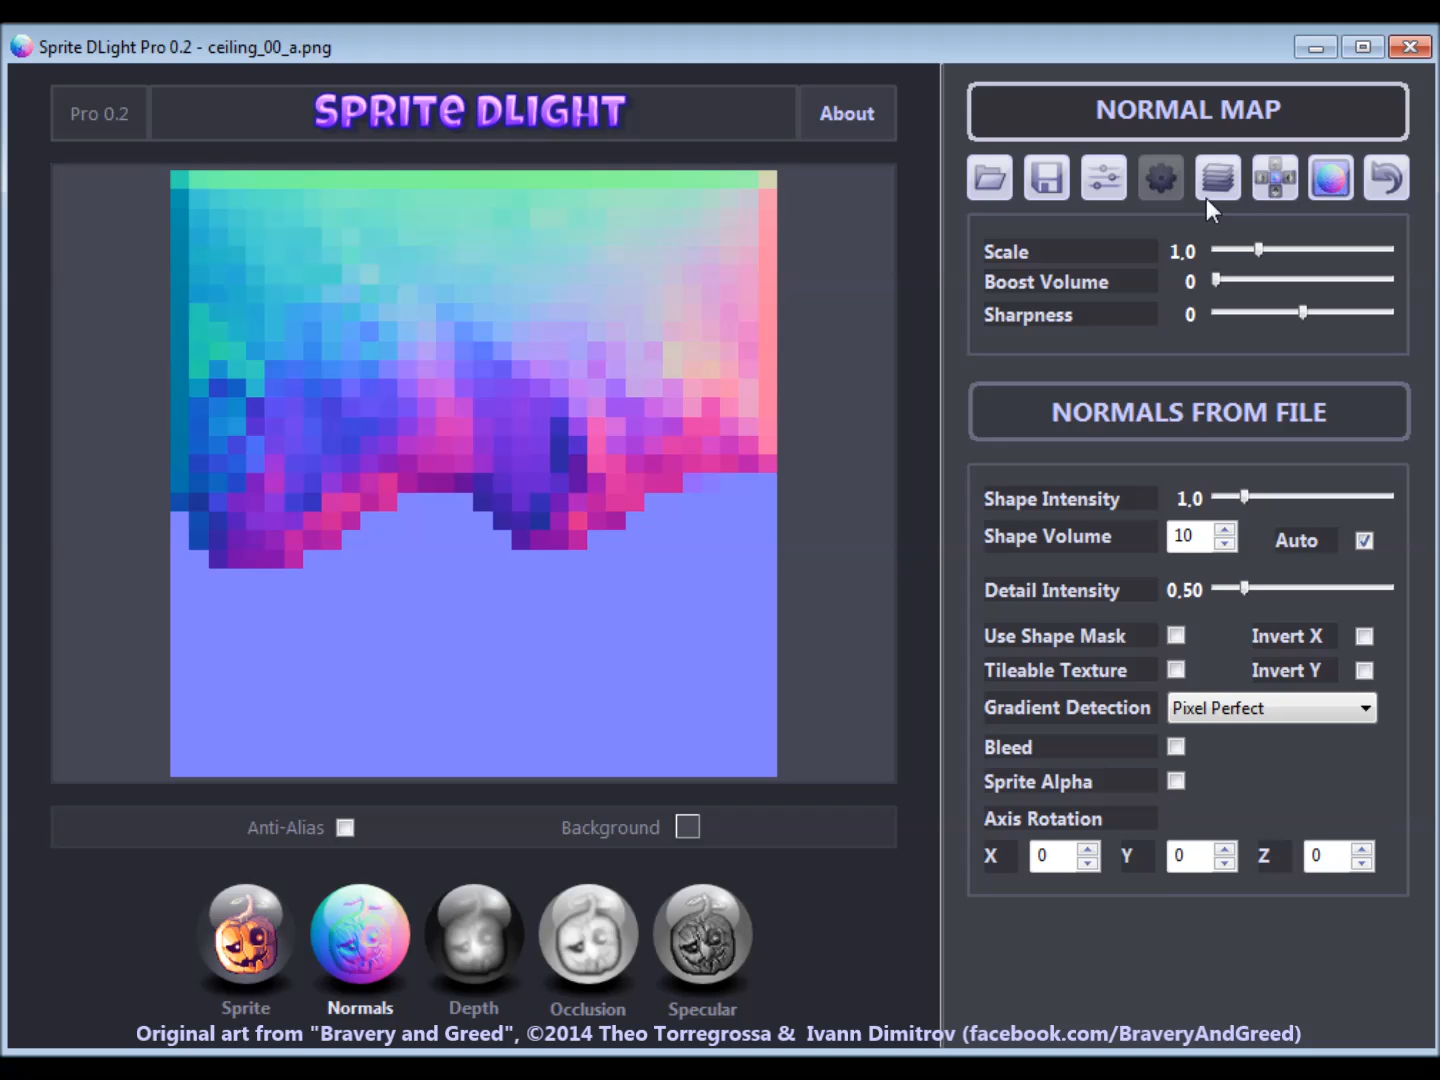 Sprite DLight Pro 0.2 - ceiling_00_a.png
Pro 0.2
SPRITE DLIGHT
About
NORMAL MAP
Scale 1.0
Boost Volume 0
Sharpness 0
NORMALS FROM FILE
Shape Intensity 1.0
Shape Volume 10 Auto
Detail Intensity 0.50
Use Shape Mask Invert X
Tileable Texture Invert Y
Gradient Detection Pixel Perfect
Bleed
Sprite Alpha
Axis Rotation
X 0 Y 0 Z 0
Anti-Alias Background
Sprite Normals Depth Occlusion Specular
Original art from "Bravery and Greed", ©2014 Theo Torregrossa & Ivann Dimitrov (facebook.com/BraveryAndGreed)